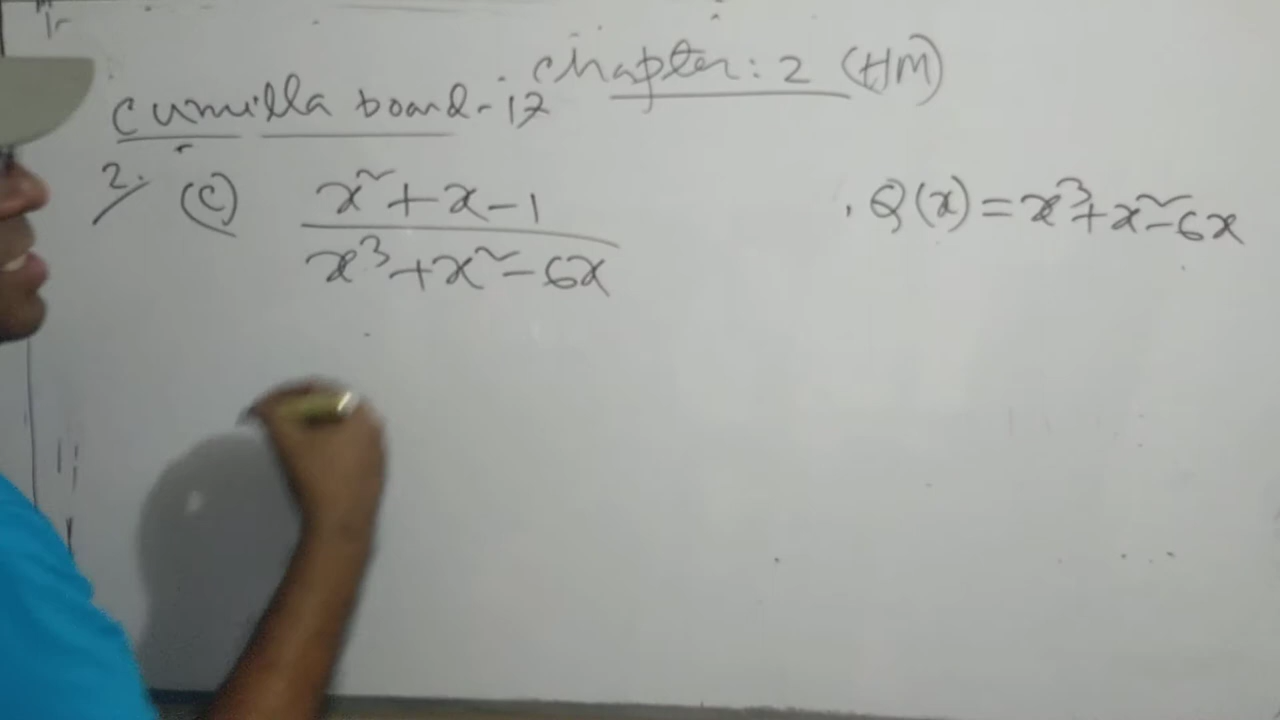 chapter: 2 (HM)
Cumilla board-17
2. (c) x²+x-1 / x³+x²-6x , Q(x)=x³+x²-6x